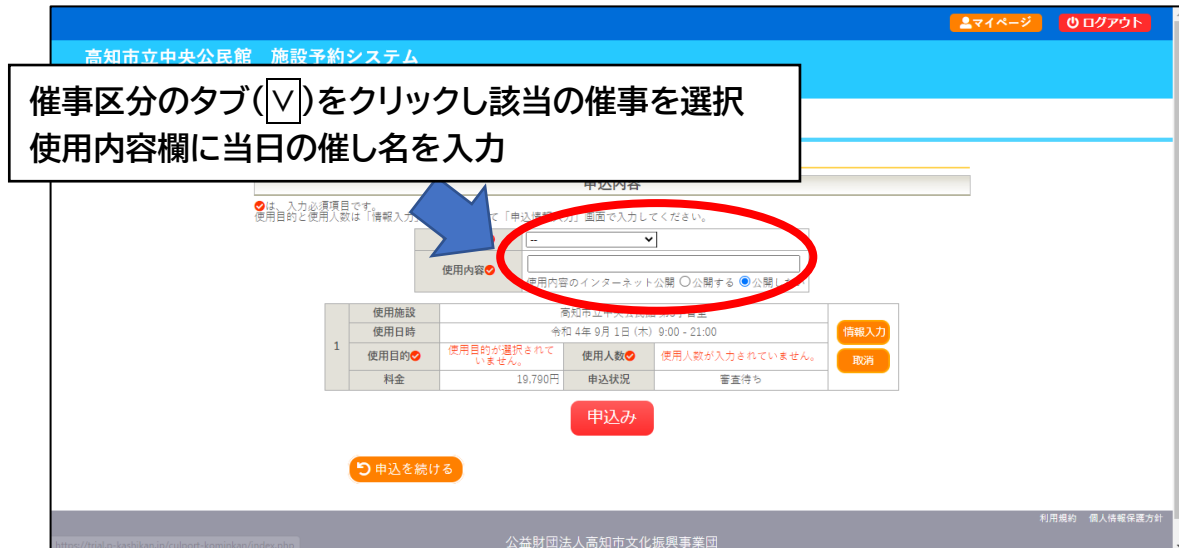 マイページ ログアウト
高知市立中央公民館 施設予約システム
催事区分のタブ(∨)をクリックし該当の催事を選択
使用内容欄に当日の催し名を入力
申込内容
は、入力必須項目です。
使用目的と使用人数は「情報入力」 て「申込情報入力」画面で入力してください。
--
使用内容
使用内容のインターネット公開 公開する 公開しない
1
使用施設 高知市立中央公民館
使用日時 令和 4年 9月 1日 (木) 9:00 - 21:00
使用目的 使用目的が選択されていません。 使用人数 使用人数が入力されていません。
料金 19,790円 申込状況 審査待ち
情報入力
取消
申込み
申込を続ける
利用規約 個人情報保護方針
公益財団法人高知市文化振興事業団
https://trial.p-kashikan.jp/culport-kominkan/index.php